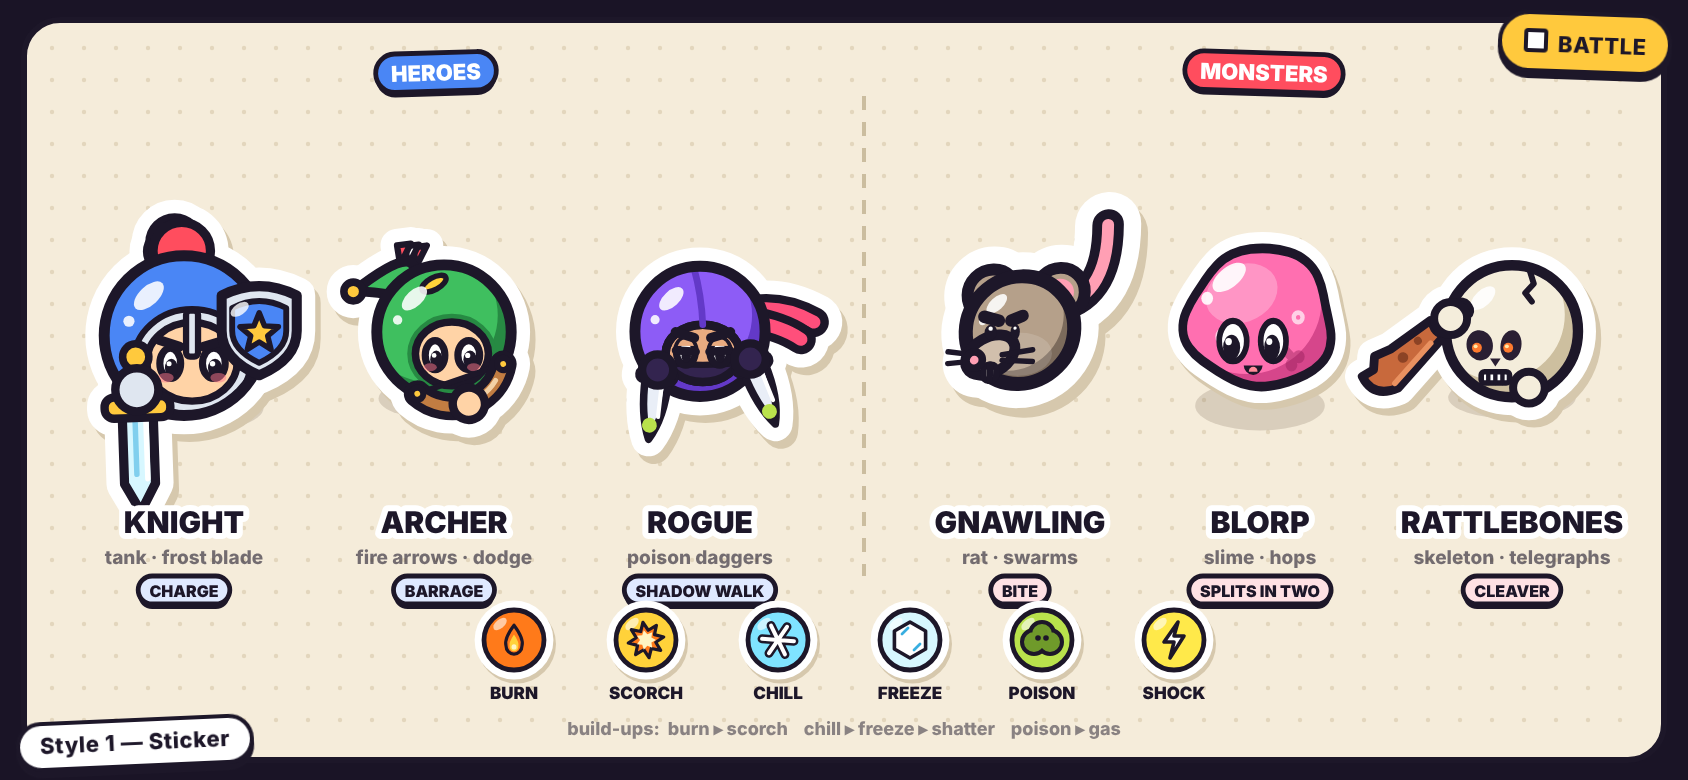 BATTLE
HEROES
MONSTERS
KNIGHT
tank · frost blade
CHARGE
ARCHER
fire arrows · dodge
BARRAGE
ROGUE
poison daggers
SHADOW WALK
GNAWLING
rat · swarms
BITE
BLORP
slime · hops
SPLITS IN TWO
RATTLEBONES
skeleton · telegraphs
CLEAVER
BURN
SCORCH
CHILL
FREEZE
POISON
SHOCK
build-ups: burn ▸ scorch chill ▸ freeze ▸ shatter poison ▸ gas
Style 1 — Sticker